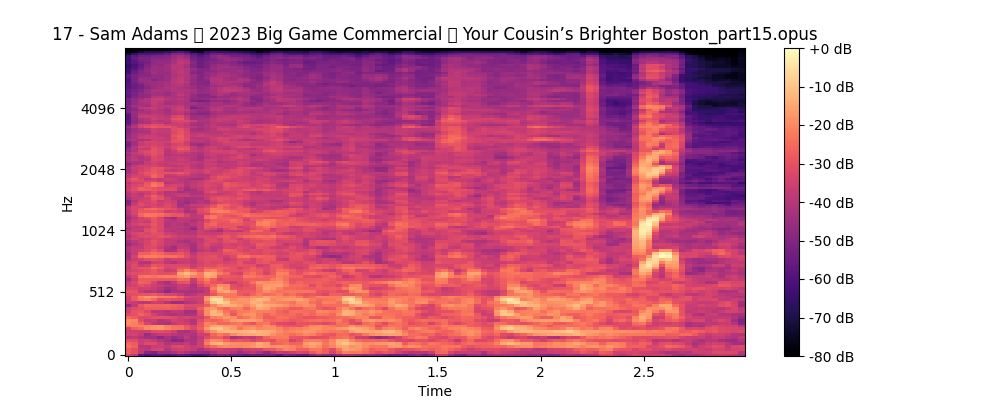 17 - Sam Adams ▯ 2023 Big Game Commercial ▯ Your Cousin’s Brighter Boston_part15.opus
+0 dB
-10 dB
-20 dB
-30 dB
-40 dB
-50 dB
-60 dB
-70 dB
-80 dB
4096
2048
1024
512
0
Hz
0
0.5
1
1.5
2
2.5
Time